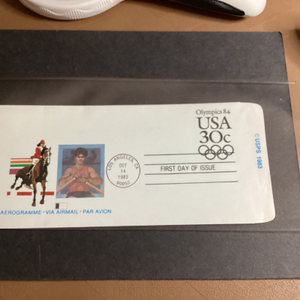 Olympics 84
USA
30c
© USPS 1983
LOS ANGELES, CA
OCT
14
1983
90052
FIRST DAY OF ISSUE
AEROGRAMME • VIA AIRMAIL • PAR AVION